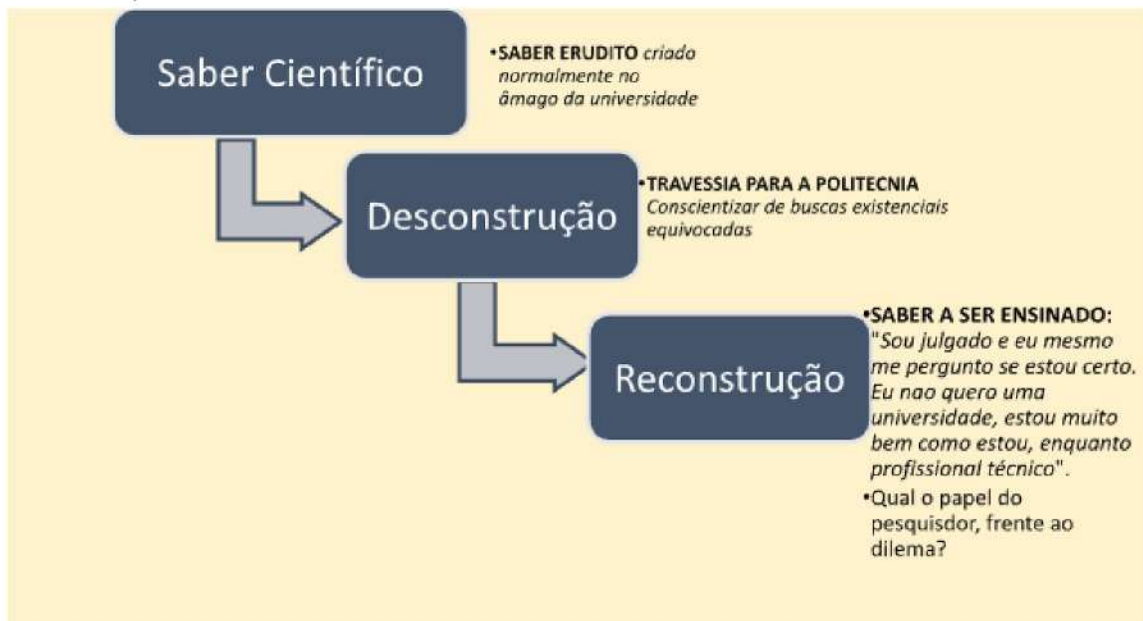 Saber Científico
•SABER ERUDITO criado
normalmente no
âmago da universidade
Desconstrução
•TRAVESSIA PARA A POLITECNIA
Conscientizar de buscas existenciais
equivocadas
Reconstrução
•SABER A SER ENSINADO:
"Sou julgado e eu mesmo
me pergunto se estou certo.
Eu nao quero uma
universidade, estou muito
bem como estou, enquanto
profissional técnico".
•Qual o papel do
pesquisdor, frente ao
dilema?